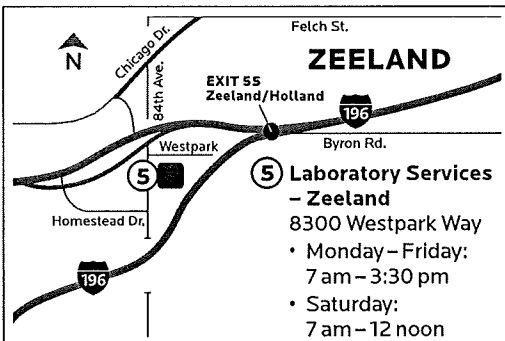 Felch St.
N
Chicago Dr.
ZEELAND
84th Ave.
EXIT 55
Zeeland/Holland
196
Westpark
Byron Rd.
5
Homestead Dr.
196
5 Laboratory Services
– Zeeland
8300 Westpark Way
• Monday – Friday:
7 am – 3:30 pm
• Saturday:
7 am – 12 noon